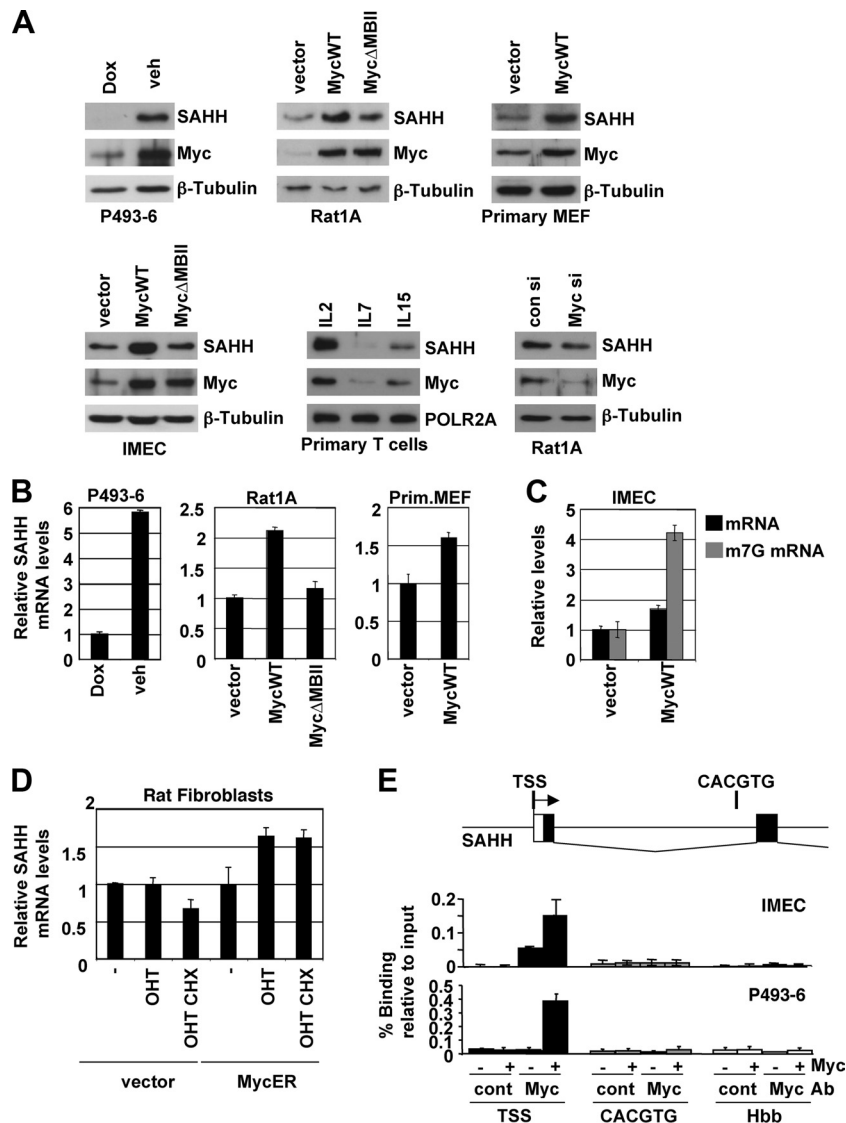 A
Dox veh
SAHH
Myc
β-Tubulin
P493-6
vector MycWT MycΔMBII
SAHH
Myc
β-Tubulin
Rat1A
vector MycWT
SAHH
Myc
β-Tubulin
Primary MEF
vector MycWT MycΔMBII
SAHH
Myc
β-Tubulin
IMEC
IL2 IL7 IL15
SAHH
Myc
POLR2A
Primary T cells
con si Myc si
SAHH
Myc
β-Tubulin
Rat1A
B
Relative SAHH
mRNA levels
P493-6
6
5
4
3
2
1
0
Dox veh
Rat1A
2.5
2
1.5
1
0.5
0
vector MycWT MycΔMBII
Prim.MEF
2
1.5
1
0.5
0
vector MycWT
C
IMEC
Relative levels
5
4
3
2
1
0
vector MycWT
mRNA
m7G mRNA
D
Rat Fibroblasts
Relative SAHH
mRNA levels
2
1.5
1
0.5
0
- OHT OHT CHX - OHT OHT CHX
vector MycER
E
TSS CACGTG
SAHH
% Binding
relative to input
IMEC
0.2
0.1
0
P493-6
0.5
0.4
0.3
0.2
0.1
0
- + - + - + - + - + - + Myc
cont Myc cont Myc cont Myc Ab
TSS CACGTG Hbb